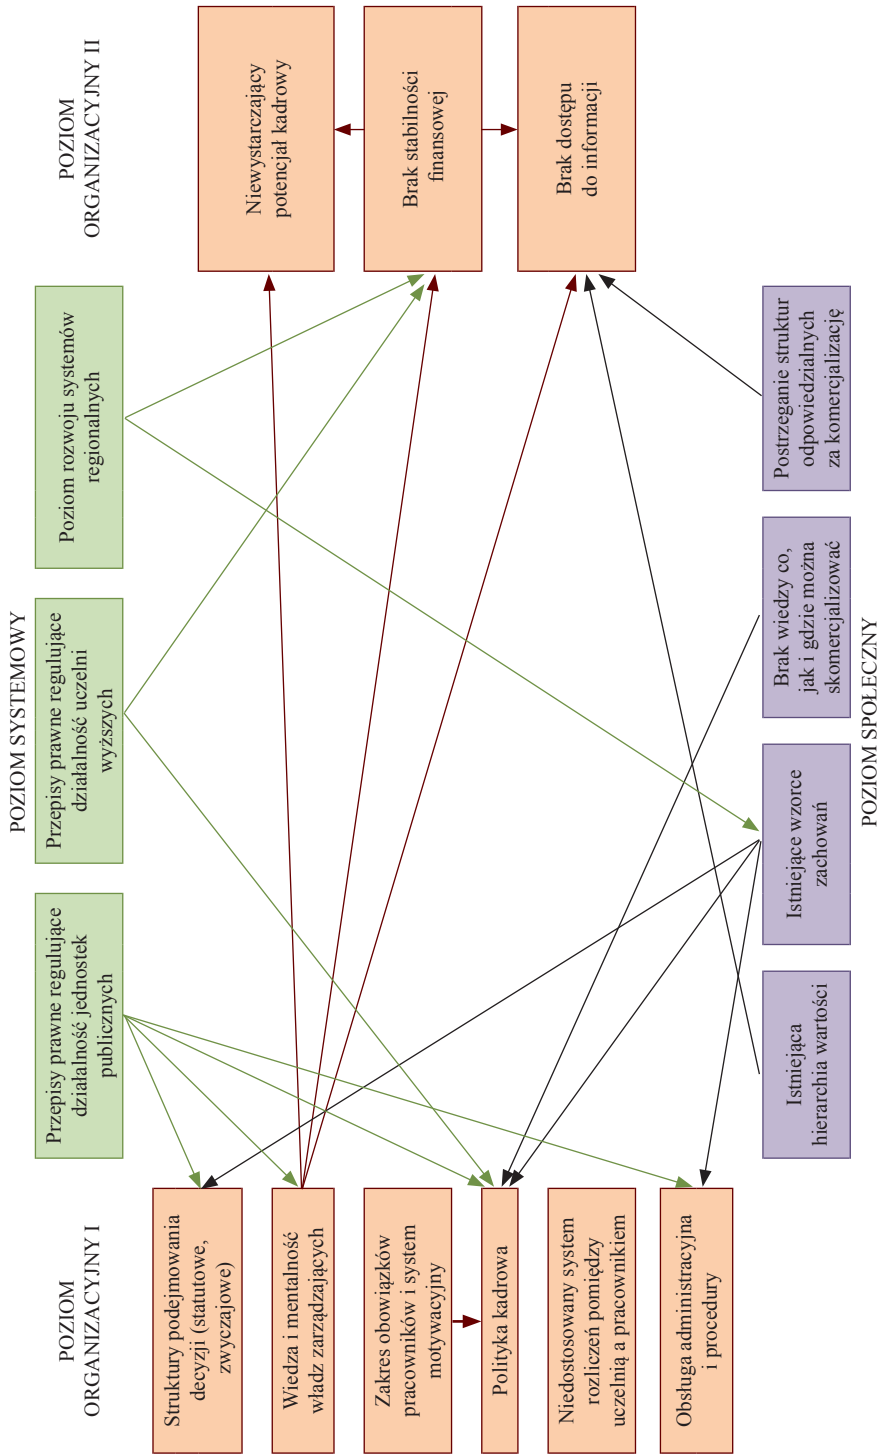 POZIOM SYSTEMOWY
Przepisy prawne regulujące
działalność jednostek
publicznych
Przepisy prawne regulujące
działalność uczelni
wyższych
Poziom rozwoju systemów
regionalnych
POZIOM
ORGANIZACYJNY I
Struktury podejmowania
decyzji (statutowe,
zwyczajowe)
Wiedza i mentalność
władz zarządzających
Zakres obowiązków
pracowników i system
motywacyjny
Polityka kadrowa
Niedostosowany system
rozliczeń pomiędzy
uczelnią a pracownikiem
Obsługa administracyjna
i procedury
POZIOM
ORGANIZACYJNY II
Niewystarczający
potencjał kadrowy
Brak stabilności
finansowej
Brak dostępu
do informacji
Istniejąca
hierarchia wartości
Istniejące wzorce
zachowań
Brak wiedzy co,
jak i gdzie można
skomercjalizować
Postrzeganie struktur
odpowiedzialnych
za komercjalizację
POZIOM SPOŁECZNY